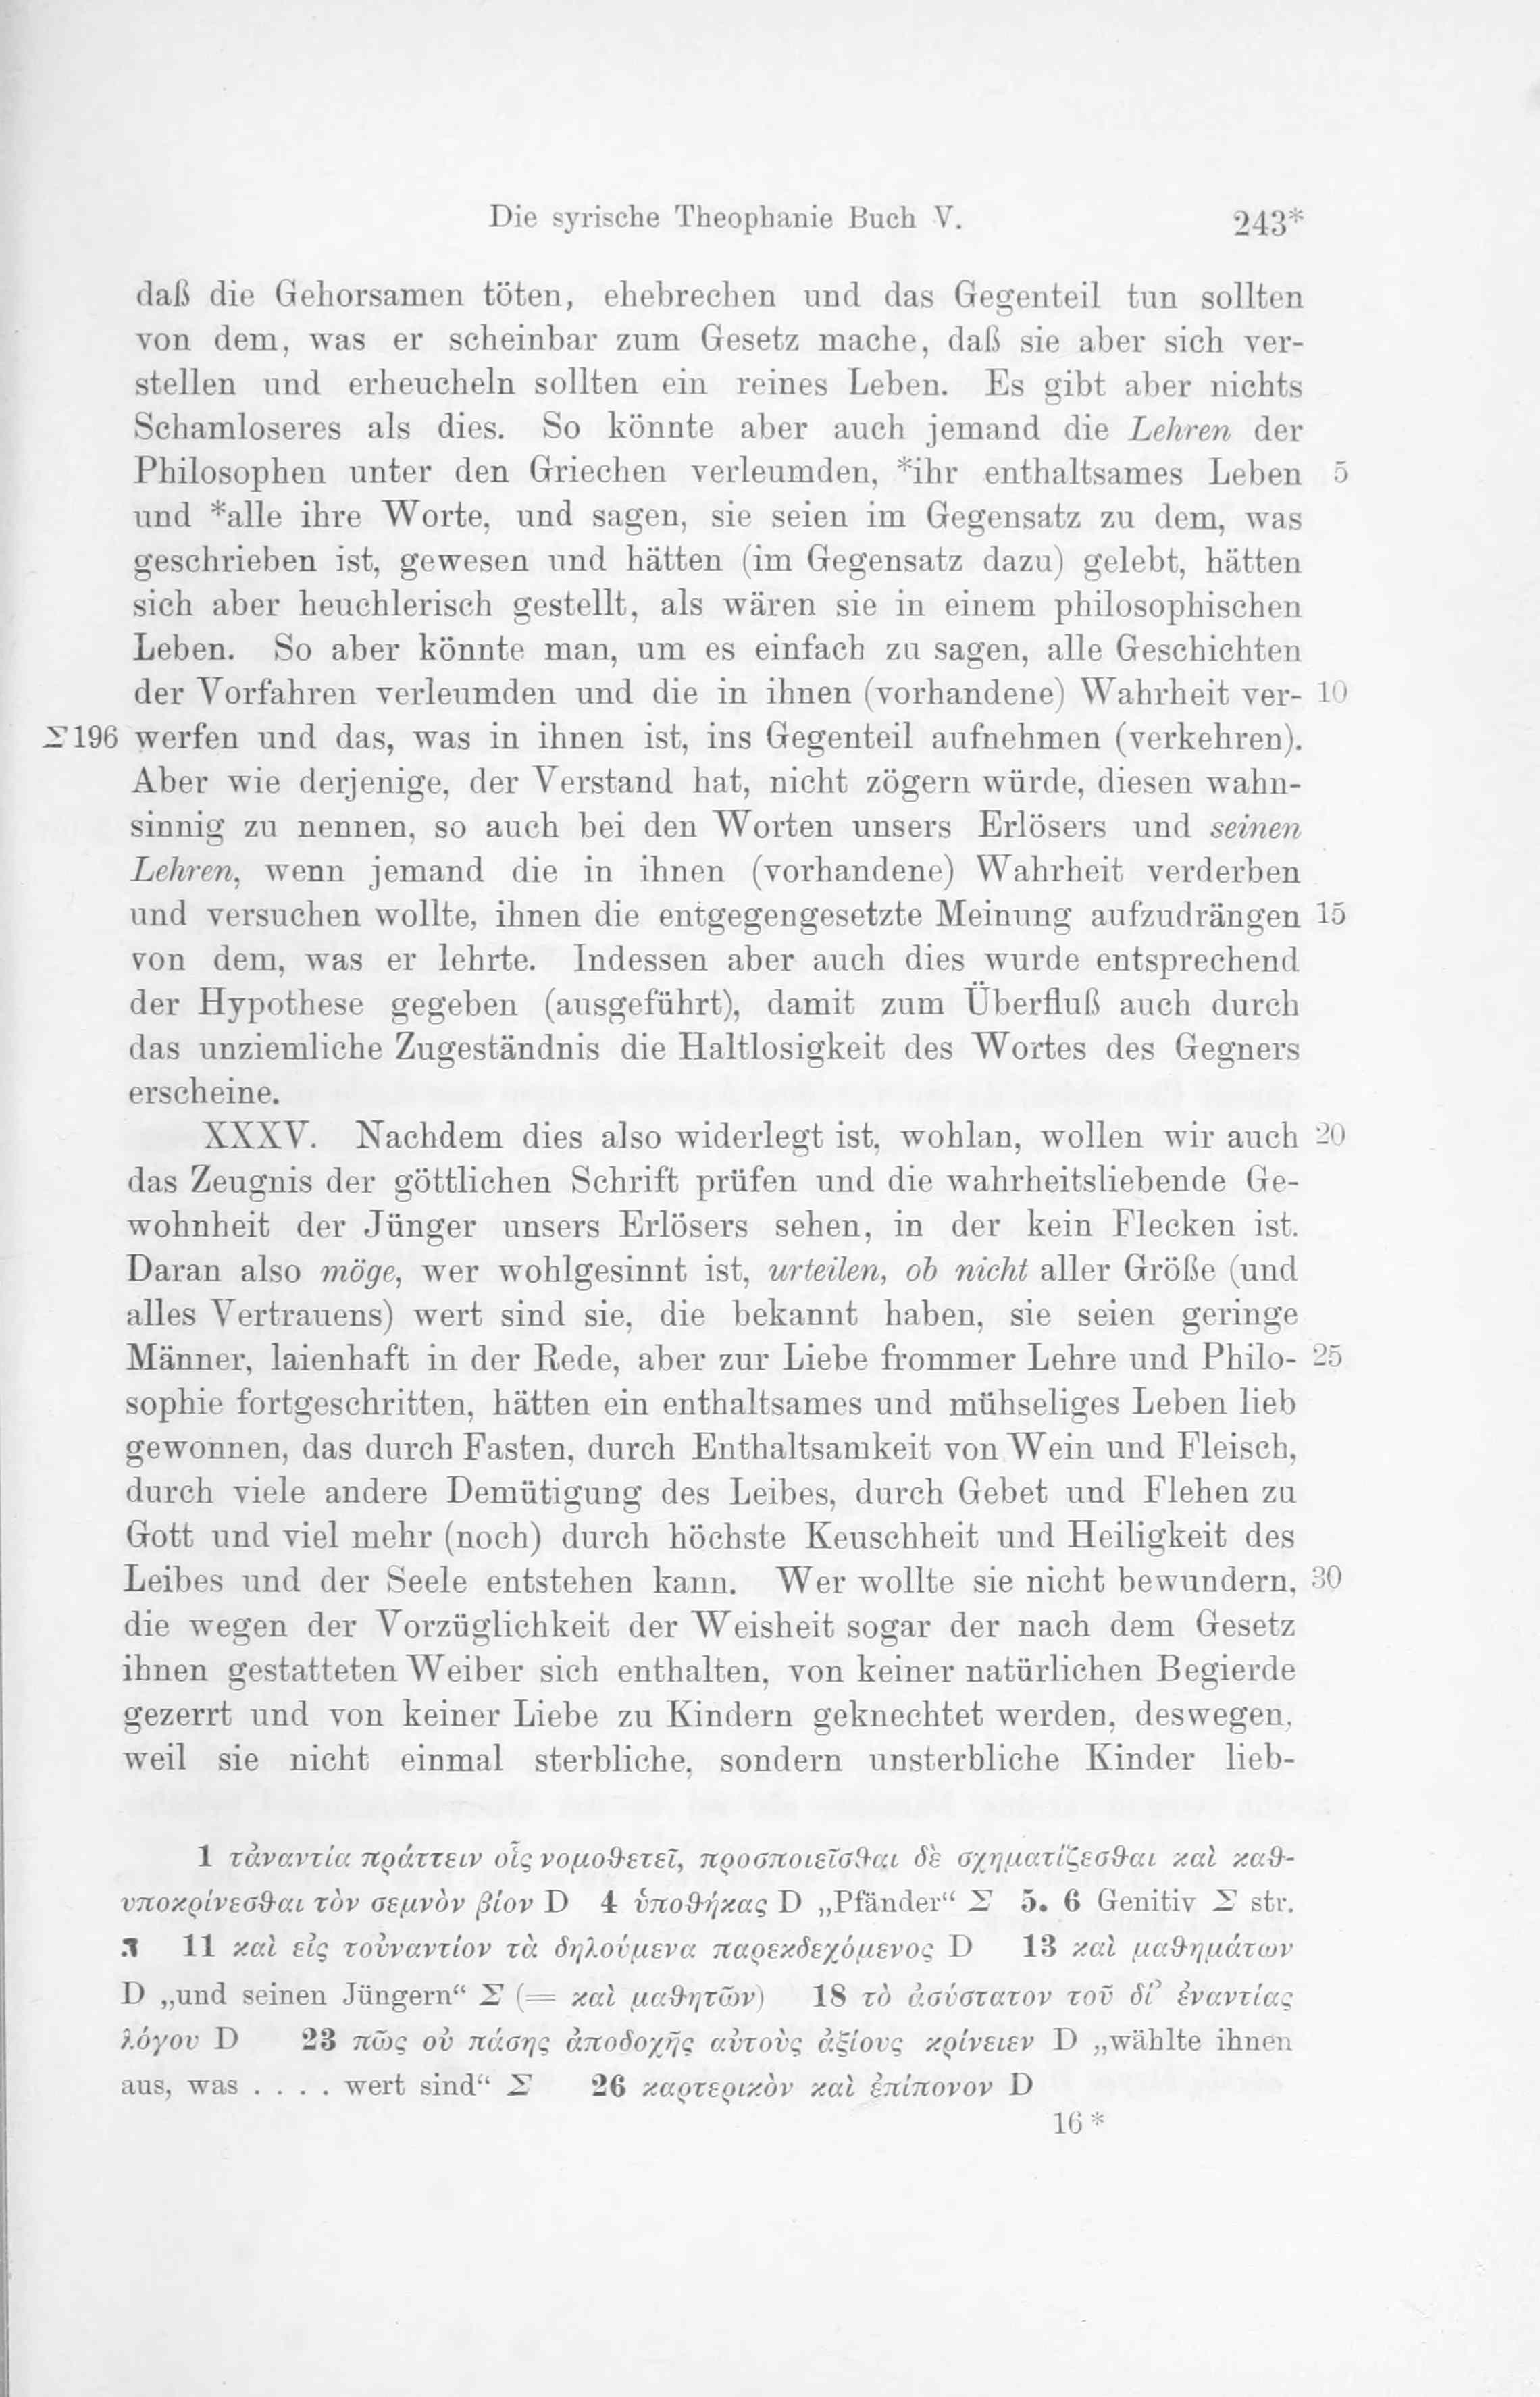 Die syrische Theophanie Buch V. 243*
daß die Gehorsamen töten, ehebrechen und das Gegenteil tun sollten
von dem, was er scheinbar zum Gesetz mache, daß sie aber sich ver-
stellen und erheucheln sollten ein reines Leben. Es gibt aber nichts
Schamloseres als dies. So könnte aber auch jemand die Lehren der
Philosophen unter den Griechen verleumden, *ihr enthaltsames Leben 5
und *alle ihre Worte, und sagen, sie seien im Gegensatz zu dem, was
geschrieben ist, gewesen und hätten (im Gegensatz dazu) gelebt, hätten
sich aber heuchlerisch gestellt, als wären sie in einem philosophischen
Leben. So aber könnte man, um es einfach zu sagen, alle Geschichten
der Vorfahren verleumden und die in ihnen (vorhandene) Wahrheit ver- 10
Σ196 werfen und das, was in ihnen ist, ins Gegenteil aufnehmen (verkehren).
Aber wie derjenige, der Verstand hat, nicht zögern würde, diesen wahn-
sinnig zu nennen, so auch bei den Worten unsers Erlösers und seinen
Lehren, wenn jemand die in ihnen (vorhandene) Wahrheit verderben
und versuchen wollte, ihnen die entgegengesetzte Meinung aufzudrängen 15
von dem, was er lehrte. Indessen aber auch dies wurde entsprechend
der Hypothese gegeben (ausgeführt), damit zum Überfluß auch durch
das unziemliche Zugeständnis die Haltlosigkeit des Wortes des Gegners
erscheine.
XXXV. Nachdem dies also widerlegt ist, wohlan, wollen wir auch 20
das Zeugnis der göttlichen Schrift prüfen und die wahrheitsliebende Ge-
wohnheit der Jünger unsers Erlösers sehen, in der kein Flecken ist.
Daran also möge, wer wohlgesinnt ist, urteilen, ob nicht aller Größe (und
alles Vertrauens) wert sind sie, die bekannt haben, sie seien geringe
Männer, laienhaft in der Rede, aber zur Liebe frommer Lehre und Philo- 25
sophie fortgeschritten, hätten ein enthaltsames und mühseliges Leben lieb
gewonnen, das durch Fasten, durch Enthaltsamkeit von Wein und Fleisch,
durch viele andere Demütigung des Leibes, durch Gebet und Flehen zu
Gott und viel mehr (noch) durch höchste Keuschheit und Heiligkeit des
Leibes und der Seele entstehen kann. Wer wollte sie nicht bewundern, 30
die wegen der Vorzüglichkeit der Weisheit sogar der nach dem Gesetz
ihnen gestatteten Weiber sich enthalten, von keiner natürlichen Begierde
gezerrt und von keiner Liebe zu Kindern geknechtet werden, deswegen,
weil sie nicht einmal sterbliche, sondern unsterbliche Kinder lieb-
1 τἀναντία πράττειν οἷς νομοθετεῖ, προσποιεῖσθαι δὲ σχηματίζεσθαι καὶ καθ-
υποκρίνεσθαι τὸν σεμνὸν βίον D 4 ὑποθήκας D „Pfänder“ Σ 5. 6 Genitiv Σ str.
ܕ 11 καὶ εἰς τοὐναντίον τὰ δηλούμενα παρεκδεχόμενος D 13 καὶ μαθημάτων
D „und seinen Jüngern“ Σ (= καὶ μαθητῶν) 18 τὸ ἀσύστατον τοῦ δι’ ἐναντίας
λόγου D 23 πῶς οὐ πάσης ἀποδοχῆς αὐτοὺς ἀξίους κρίνειεν D „wählte ihnen
aus, was . . . . wert sind“ Σ 26 καρτερικὸν καὶ ἐπίπονον D
16*